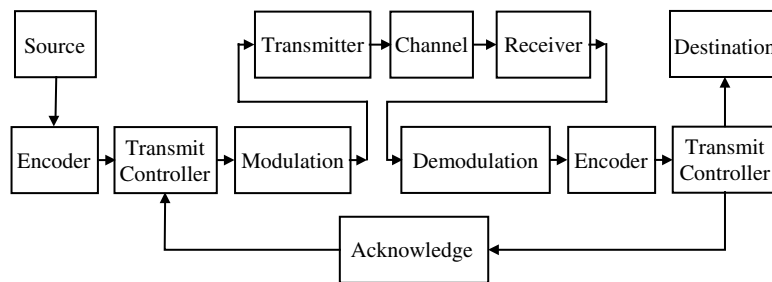 Source
Transmitter
Channel
Receiver
Destination
Encoder
Transmit
Controller
Modulation
Demodulation
Encoder
Transmit
Controller
Acknowledge